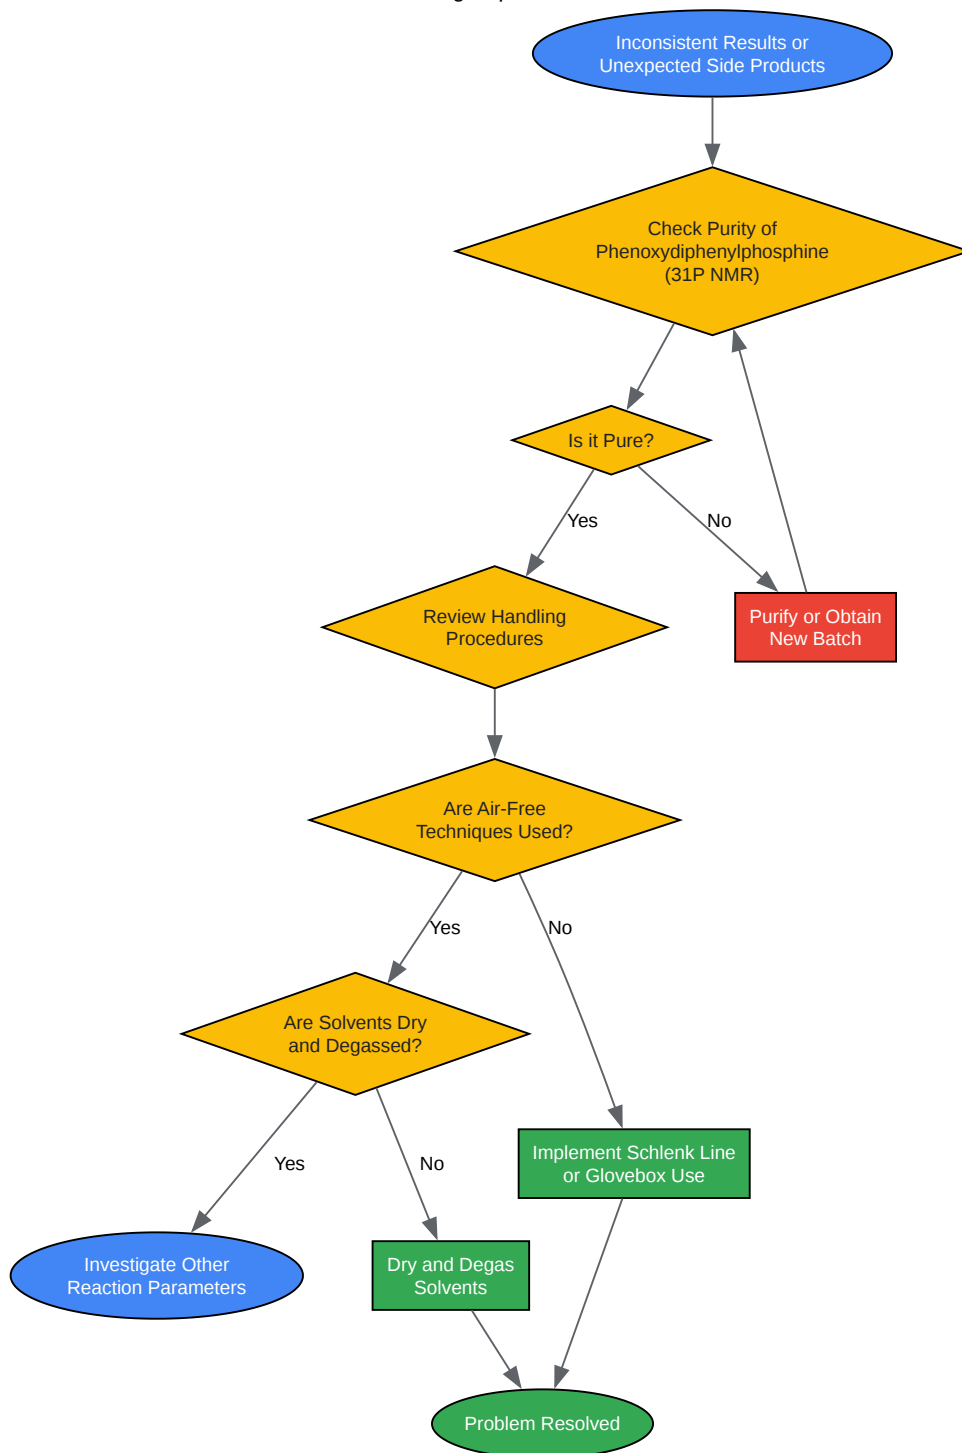 Inconsistent Results or
Unexpected Side Products
Check Purity of
Phenoxydiphenylphosphine
(31P NMR)
Is it Pure?
Yes
No
Review Handling
Procedures
Purify or Obtain
New Batch
Are Air-Free
Techniques Used?
Yes
No
Are Solvents Dry
and Degassed?
Implement Schlenk Line
or Glovebox Use
Yes
No
Investigate Other
Reaction Parameters
Dry and Degas
Solvents
Problem Resolved